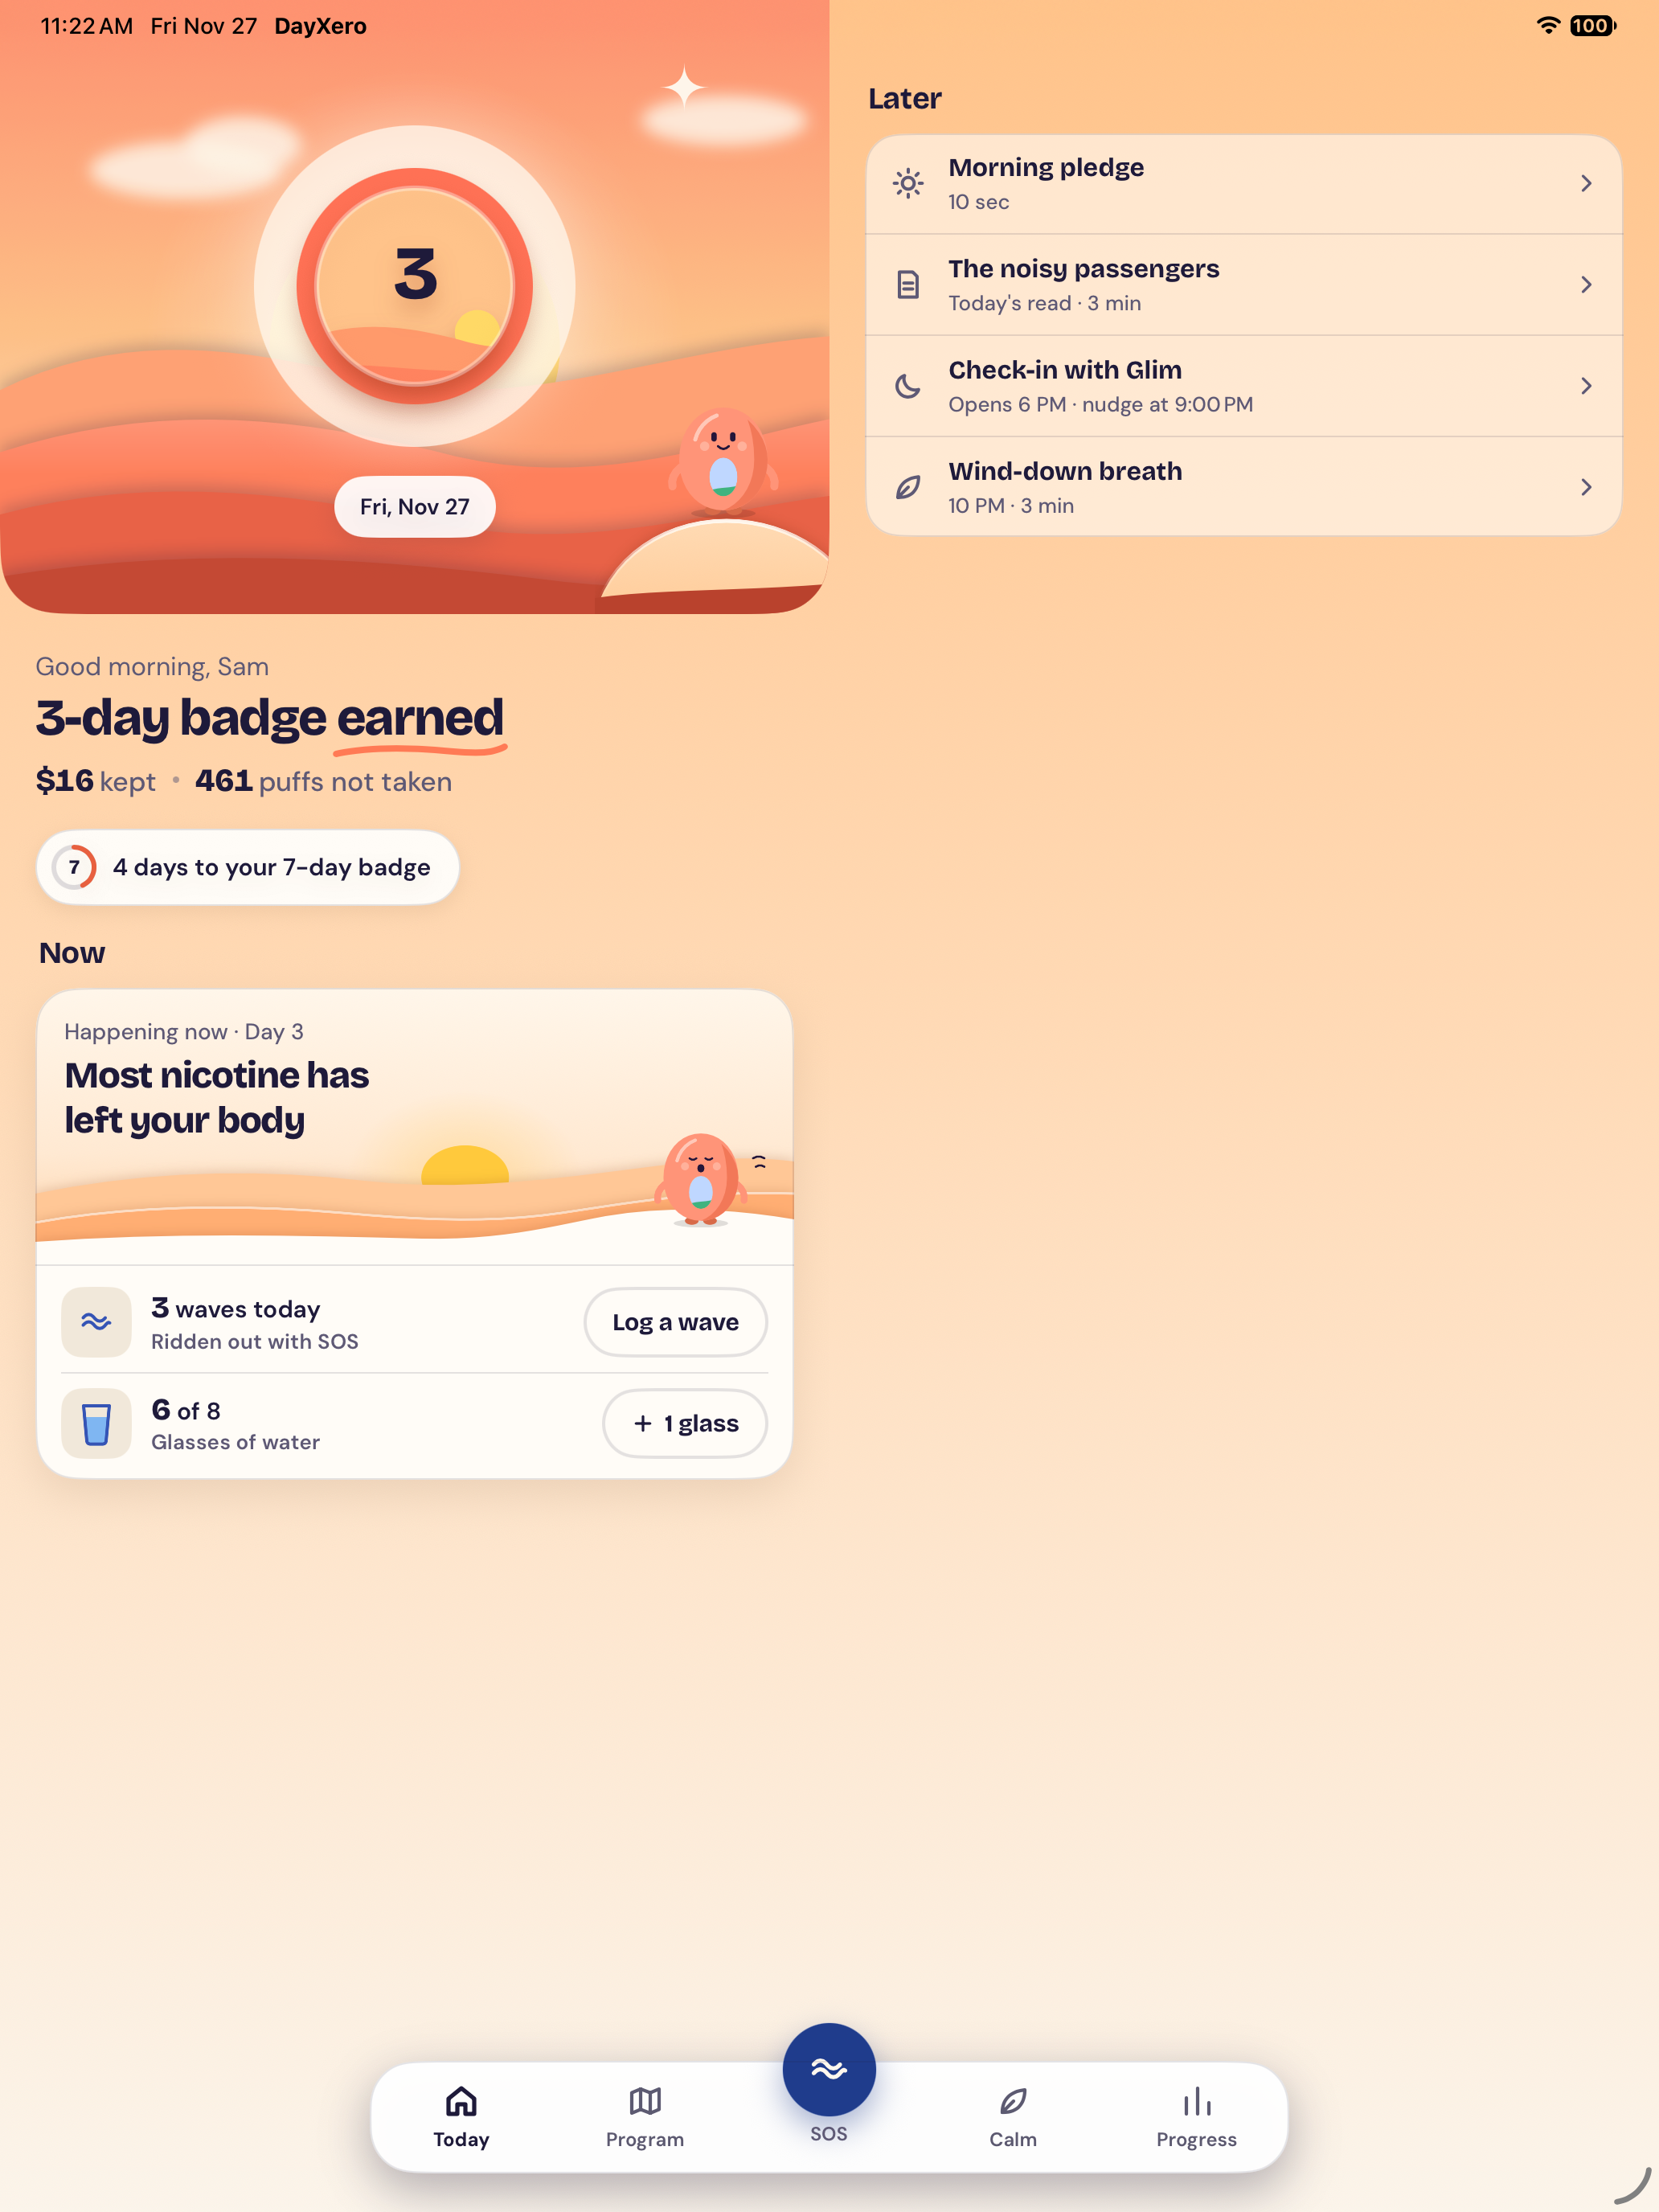 11:22 AM Fri Nov 27 DayXero
100
3
Fri, Nov 27
Good morning, Sam
3-day badge earned
$16 kept • 461 puffs not taken
7 4 days to your 7-day badge
Now
Happening now · Day 3
Most nicotine has
left your body
3 waves today
Ridden out with SOS
Log a wave
6 of 8
Glasses of water
+ 1 glass
Later
Morning pledge
10 sec
The noisy passengers
Today's read · 3 min
Check-in with Glim
Opens 6 PM · nudge at 9:00 PM
Wind-down breath
10 PM · 3 min
Today
Program
SOS
Calm
Progress